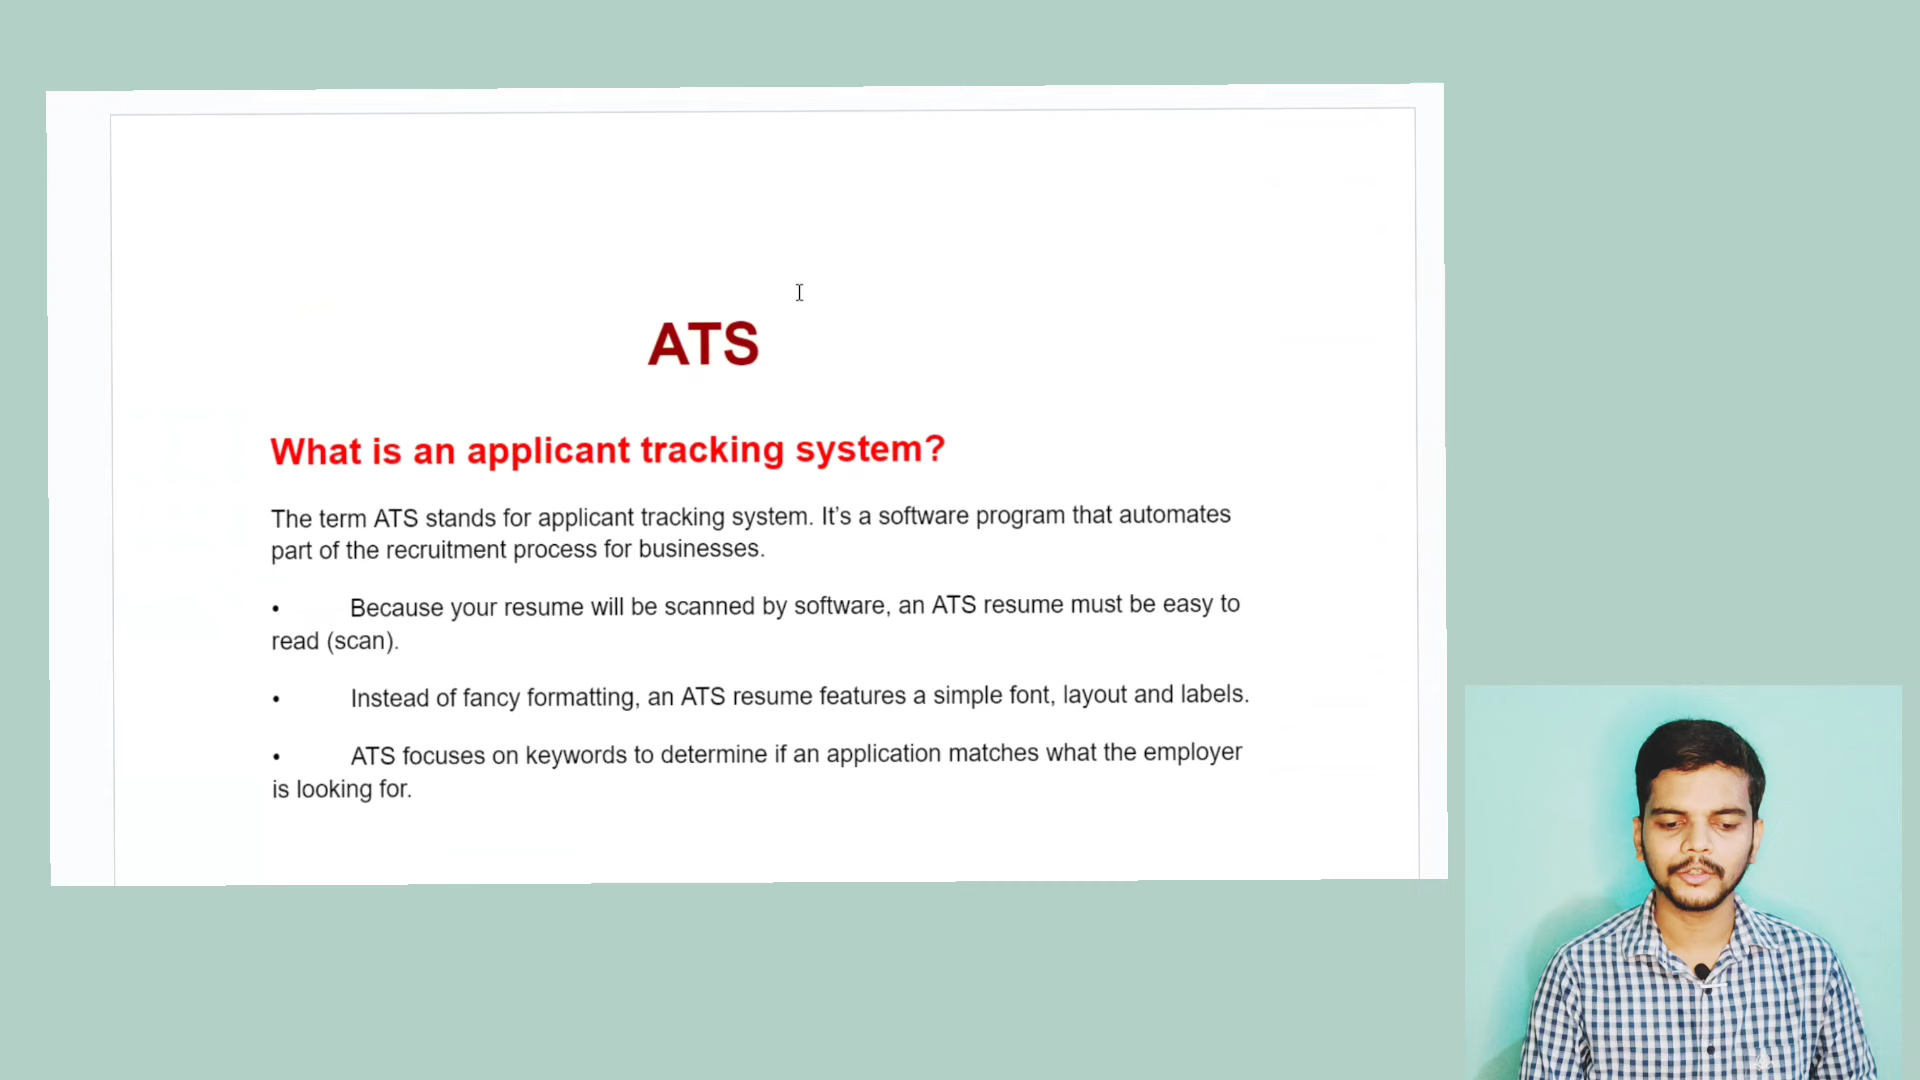 ATS
What is an applicant tracking system?
The term ATS stands for applicant tracking system. It’s a software program that automates
part of the recruitment process for businesses.
• Because your resume will be scanned by software, an ATS resume must be easy to
read (scan).
• Instead of fancy formatting, an ATS resume features a simple font, layout and labels.
• ATS focuses on keywords to determine if an application matches what the employer
is looking for.